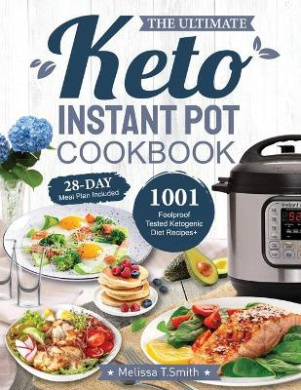 THE ULTIMATE
Keto
INSTANT POT
COOKBOOK
28-DAY
Meal Plan Included
1001
Foolproof
Tested Ketogenic
Diet Recipes+
Instant
Melissa T.Smith